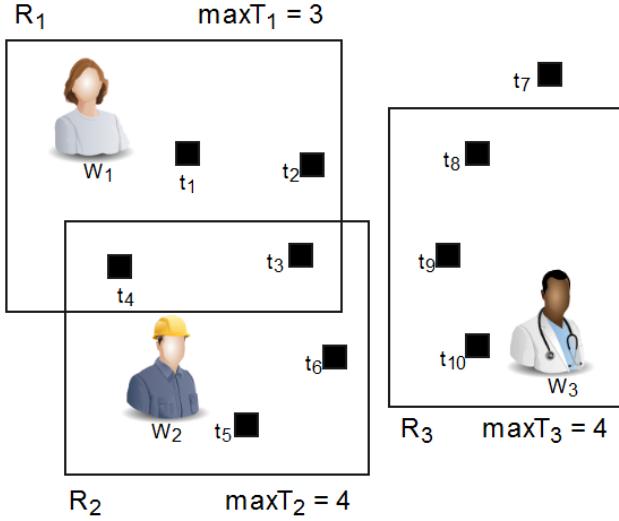 R1 maxT1 = 3
t7
W1
t1
t2
t8
t3
t9
t4
t6
t10
W2
t5
W3
R3 maxT3 = 4
R2 maxT2 = 4